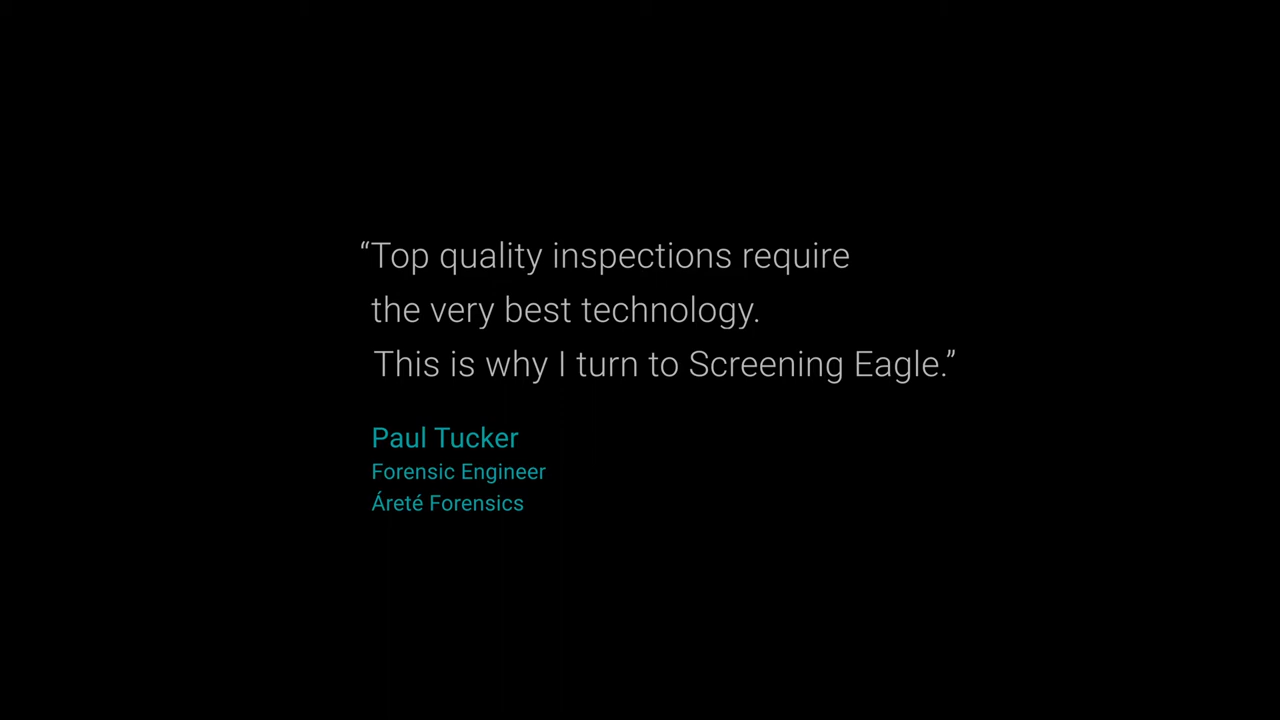 “Top quality inspections require
the very best technology.
This is why I turn to Screening Eagle.”
Paul Tucker
Forensic Engineer
Áreté Forensics